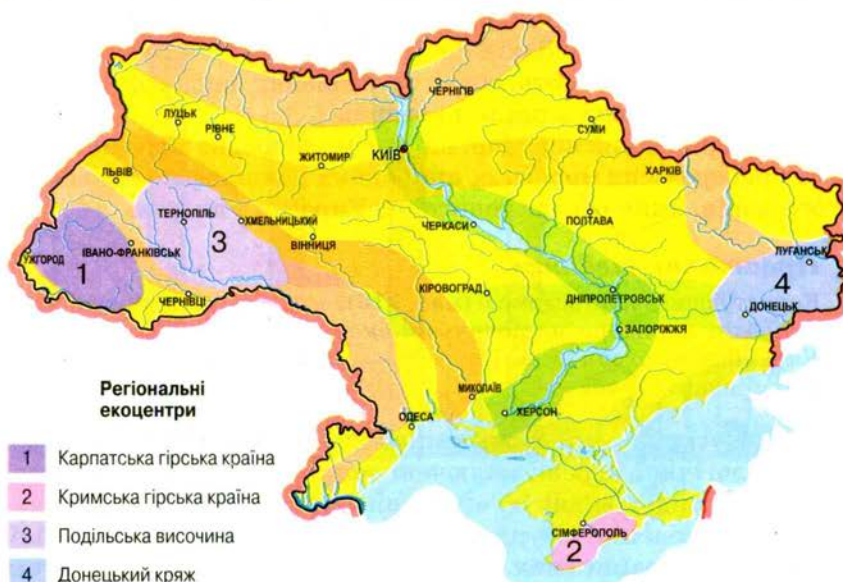 ЧЕРНІГІВ
ЛУЦЬК
РІВНЕ
СУМИ
ЖИТОМИР
КИЇВ
ХАРКІВ
ЛЬВІВ
ТЕРНОПІЛЬ
ХМЕЛЬНИЦЬКИЙ
ЧЕРКАСИ
ПОЛТАВА
3
ВІННИЦЯ
УЖГОРОД
ІВАНО-ФРАНКІВСЬК
1
ЛУГАНСЬК
4
ЧЕРНІВЦІ
КІРОВОГРАД
ДНІПРОПЕТРОВСЬК
ДОНЕЦЬК
ЗАПОРІЖЖЯ
МИКОЛАЇВ
ХЕРСОН
ОДЕСА
СІМФЕРОПОЛЬ
2
Регіональні
екоцентри
1 Карпатська гірська країна
2 Кримська гірська країна
3 Подільська височина
4 Донецький кряж